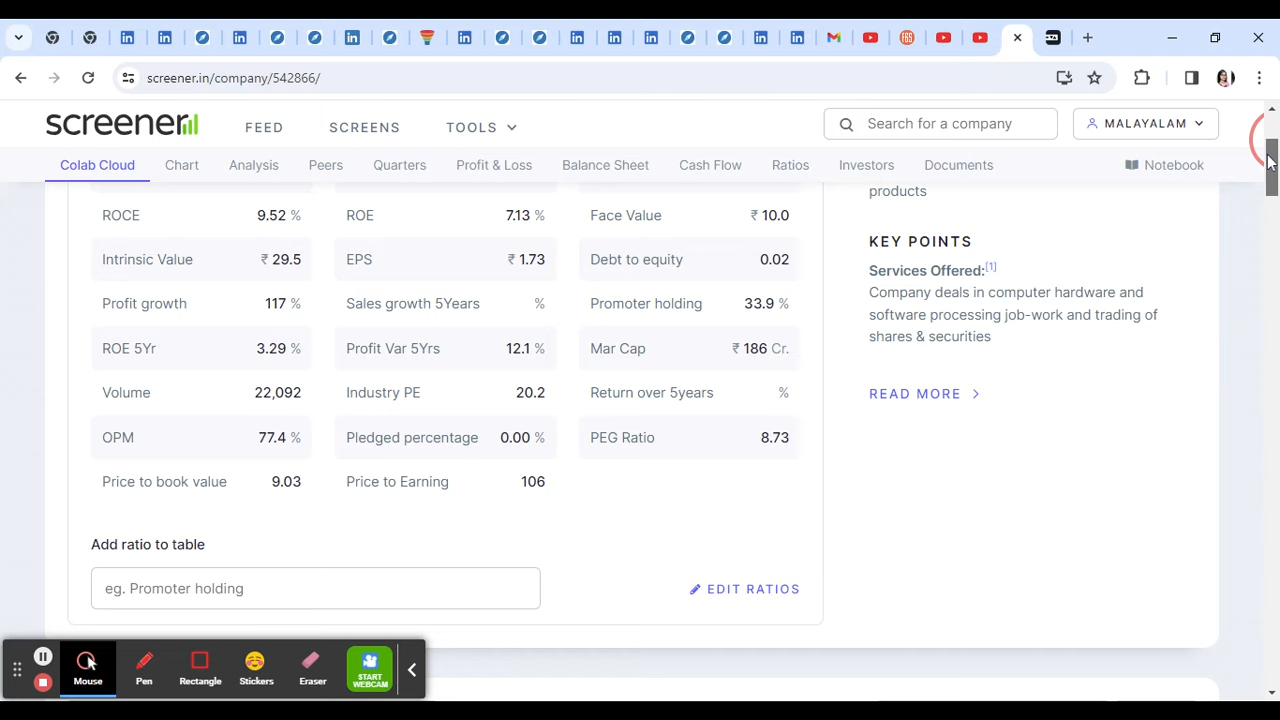 screener.in/company/542866/
screener
FEED
SCREENS
TOOLS
Search for a company
MALAYALAM
Colab Cloud
Chart
Analysis
Peers
Quarters
Profit & Loss
Balance Sheet
Cash Flow
Ratios
Investors
Documents
Notebook
ROCE 9.52 %
ROE 7.13 %
Face Value ₹ 10.0
Intrinsic Value ₹ 29.5
EPS ₹ 1.73
Debt to equity 0.02
Profit growth 117 %
Sales growth 5Years %
Promoter holding 33.9 %
ROE 5Yr 3.29 %
Profit Var 5Yrs 12.1 %
Mar Cap ₹ 186 Cr.
Volume 22,092
Industry PE 20.2
Return over 5years %
OPM 77.4 %
Pledged percentage 0.00 %
PEG Ratio 8.73
Price to book value 9.03
Price to Earning 106
Add ratio to table
eg. Promoter holding
EDIT RATIOS
products
KEY POINTS
Services Offered:[1]
Company deals in computer hardware and
software processing job-work and trading of
shares & securities
READ MORE
Mouse
Pen
Rectangle
Stickers
Eraser
START
WEBCAM